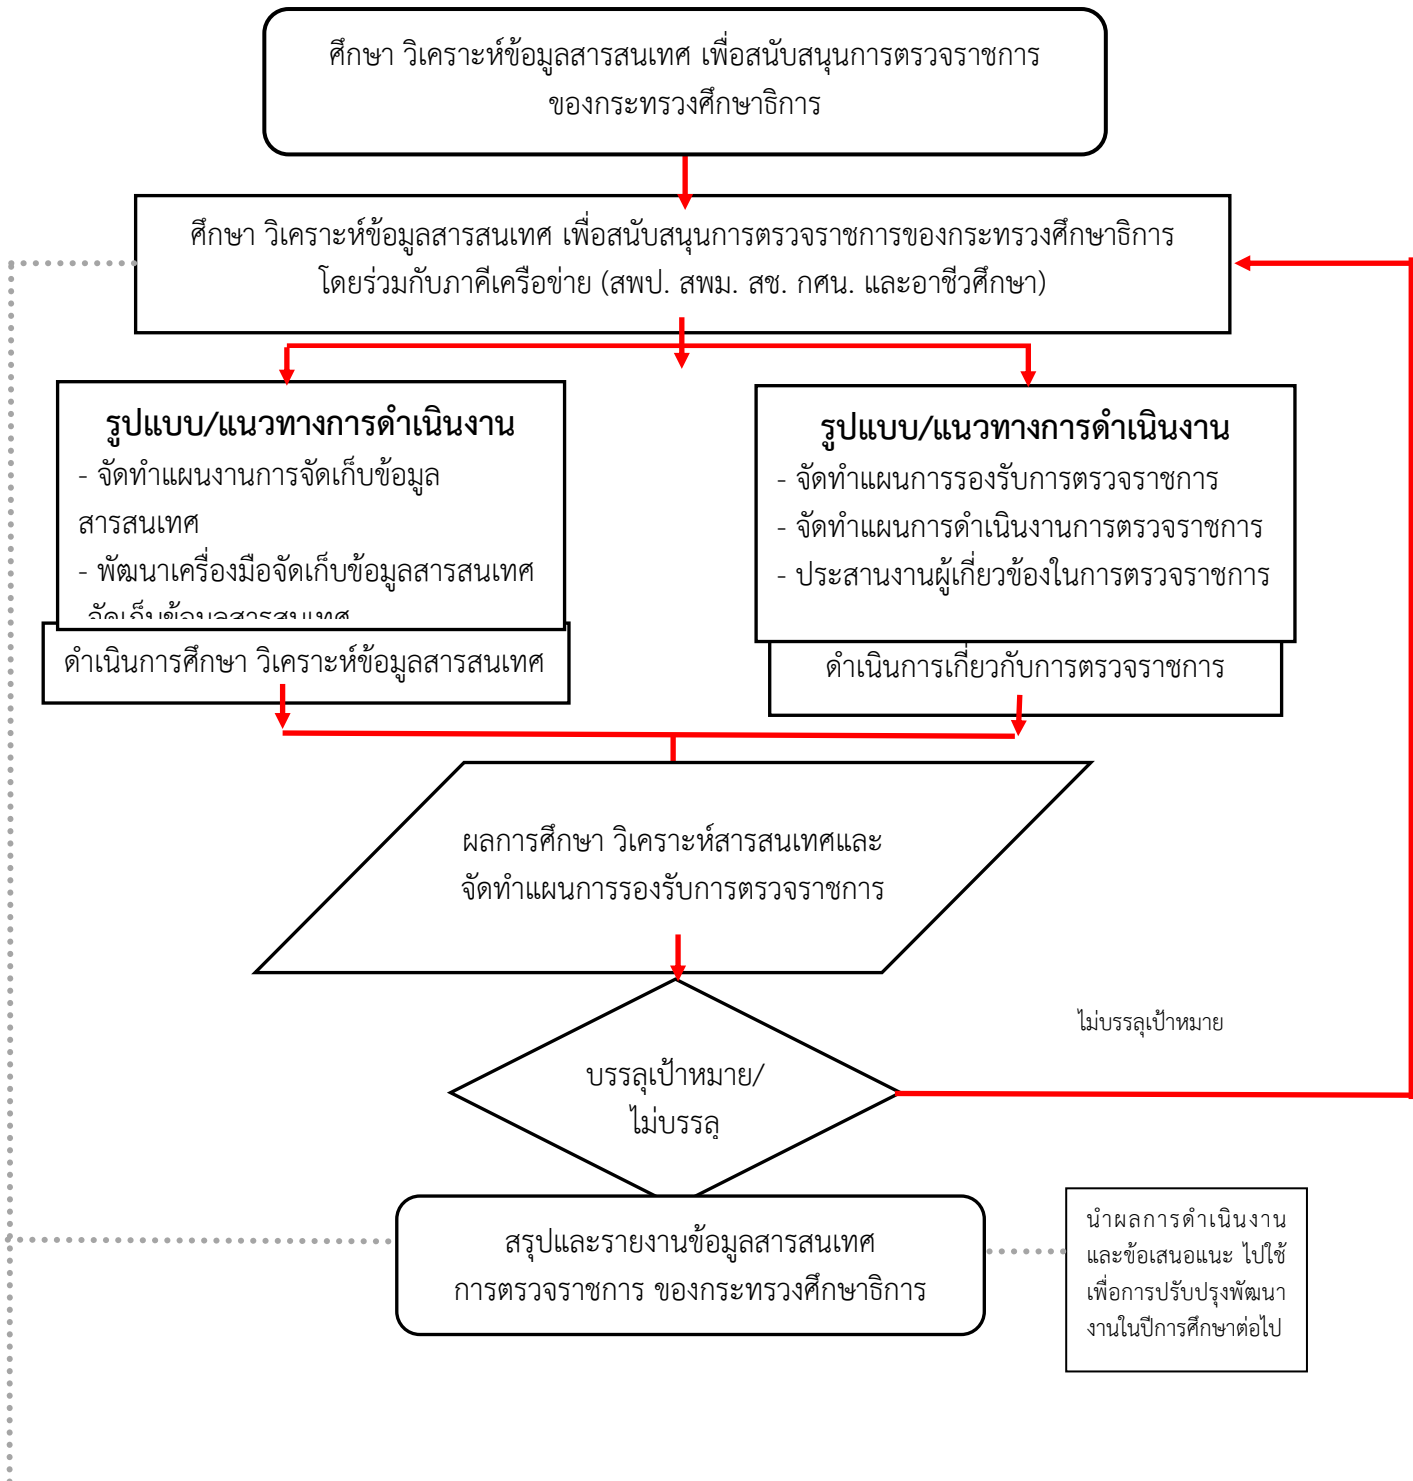 ศึกษา วิเคราะห์ข้อมูลสารสนเทศ เพื่อสนับสนุนการตรวจราชการ
ของกระทรวงศึกษาธิการ
ศึกษา วิเคราะห์ข้อมูลสารสนเทศ เพื่อสนับสนุนการตรวจราชการของกระทรวงศึกษาธิการ
โดยร่วมกับภาคีเครือข่าย (สพป. สพม. สช. กศน. และอาชีวศึกษา)
รูปแบบ/แนวทางการดำเนินงาน
- จัดทำแผนงานการจัดเก็บข้อมูล
สารสนเทศ
- พัฒนาเครื่องมือจัดเก็บข้อมูลสารสนเทศ
จัดเก็บข้อมูลสารสนเทศ
ดำเนินการศึกษา วิเคราะห์ข้อมูลสารสนเทศ
รูปแบบ/แนวทางการดำเนินงาน
- จัดทำแผนการรองรับการตรวจราชการ
- จัดทำแผนการดำเนินงานการตรวจราชการ
- ประสานงานผู้เกี่ยวข้องในการตรวจราชการ
ดำเนินการเกี่ยวกับการตรวจราชการ
ผลการศึกษา วิเคราะห์สารสนเทศและ
จัดทำแผนการรองรับการตรวจราชการ
ไม่บรรลุเป้าหมาย
บรรลุเป้าหมาย/
ไม่บรรลุ
สรุปและรายงานข้อมูลสารสนเทศ
การตรวจราชการ ของกระทรวงศึกษาธิการ
นำผลการดำเนินงาน
และข้อเสนอแนะ ไปใช้
เพื่อการปรับปรุงพัฒนา
งานในปีการศึกษาต่อไป